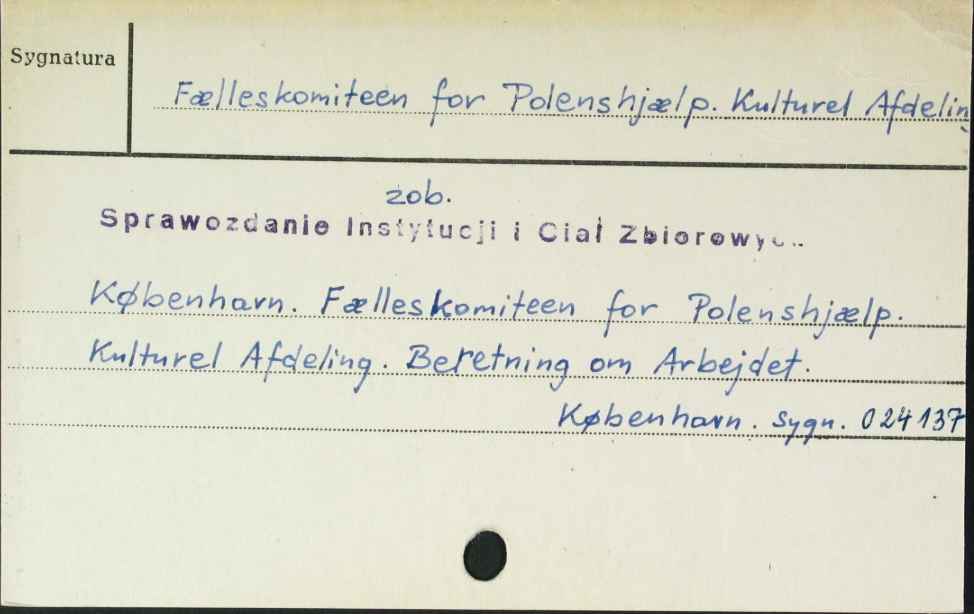 Sygnatura
Fælleskomiteen for Polenshjælp. Kulturel Afdeling
zob.
Sprawozdanie Instytucji i Ciał Zbiorowyc..
København. Fælleskomiteen for Polenshjælp.
Kulturel Afdeling. Beretning om Arbejdet.
København. sygn. 024137